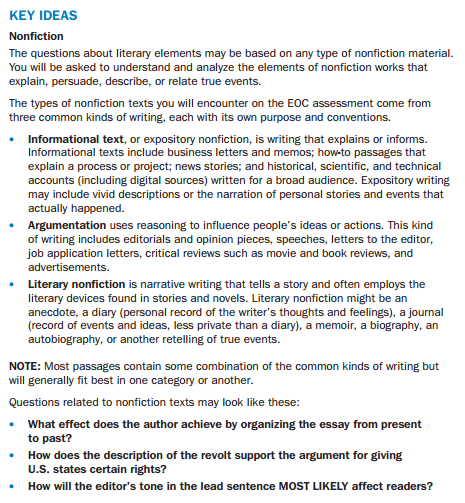 KEY IDEAS
Nonfiction
The questions about literary elements may be based on any type of nonfiction material.
You will be asked to understand and analyze the elements of nonfiction works that
explain, persuade, describe, or relate true events.
The types of nonfiction texts you will encounter on the EOC assessment come from
three common kinds of writing, each with its own purpose and conventions.
• Informational text, or expository nonfiction, is writing that explains or informs.
Informational texts include business letters and memos; how-to passages that
explain a process or project; news stories; and historical, scientific, and technical
accounts (including digital sources) written for a broad audience. Expository writing
may include vivid descriptions or the narration of personal stories and events that
actually happened.
• Argumentation uses reasoning to influence people's ideas or actions. This kind
of writing includes editorials and opinion pieces, speeches, letters to the editor,
job application letters, critical reviews such as movie and book reviews, and
advertisements.
• Literary nonfiction is narrative writing that tells a story and often employs the
literary devices found in stories and novels. Literary nonfiction might be an
anecdote, a diary (personal record of the writer's thoughts and feelings), a journal
(record of events and ideas, less private than a diary), a memoir, a biography, an
autobiography, or another retelling of true events.
NOTE: Most passages contain some combination of the common kinds of writing but
will generally fit best in one category or another.
Questions related to nonfiction texts may look like these:
• What effect does the author achieve by organizing the essay from present
to past?
• How does the description of the revolt support the argument for giving
U.S. states certain rights?
• How will the editor's tone in the lead sentence MOST LIKELY affect readers?